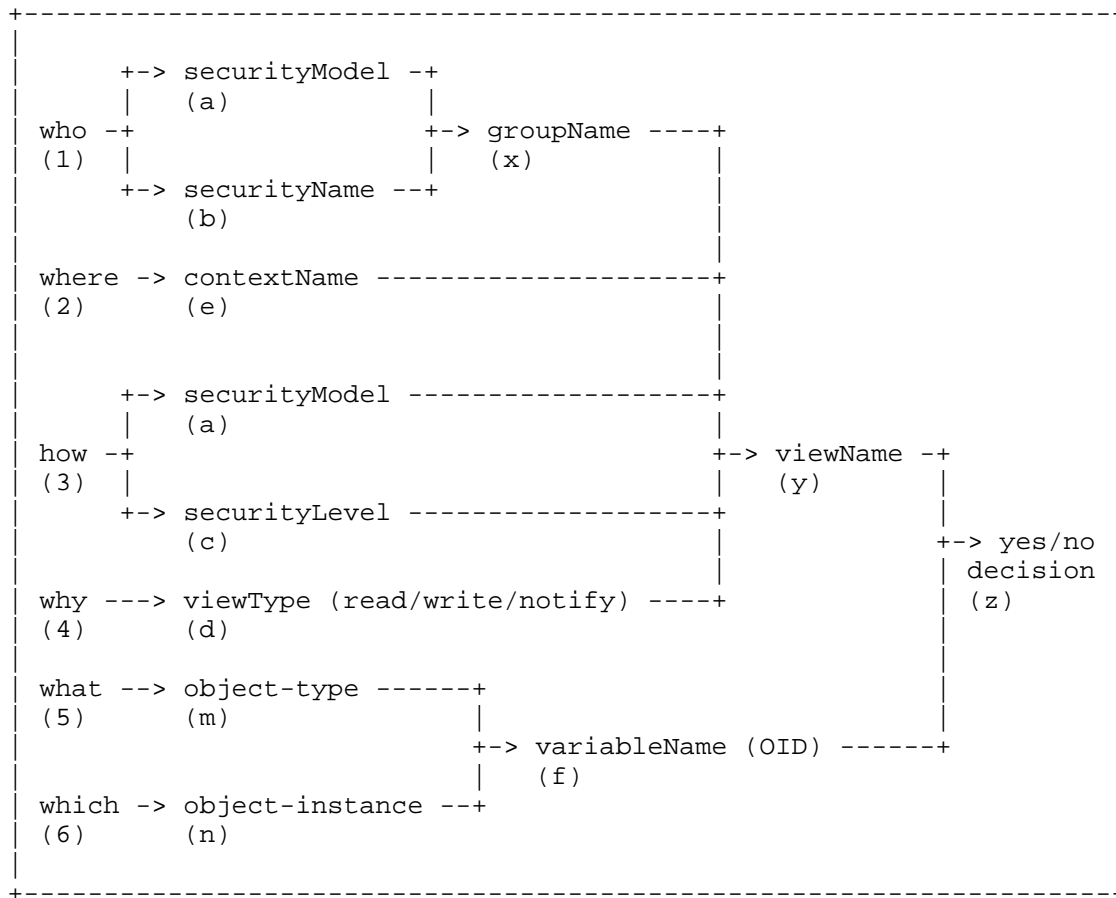 +--------------------------------------------------------------------
|
|     +-> securityModel -+
|     |   (a)            |
| who -+                 +-> groupName ----+
| (1) |                  |   (x)           |
|     +-> securityName --+                 |
|         (b)                              |
|                                          |
| where -> contextName ---------------------+
| (2)      (e)                             |
|                                          |
|                                          |
|     +-> securityModel -------------------+
|     |   (a)                              |
| how -+                                   +-> viewName -+
| (3) |                                    |   (y)       |
|     +-> securityLevel -------------------+             |
|         (c)                              |             +-> yes/no
|                                          |             | decision
| why ---> viewType (read/write/notify) ----+            | (z)
| (4)      (d)                                           |
|                                                        |
| what --> object-type ------+                           |
| (5)      (m)               |                           |
|                            +-> variableName (OID) ------+
|                            |   (f)
| which -> object-instance --+
| (6)      (n)
|
+--------------------------------------------------------------------